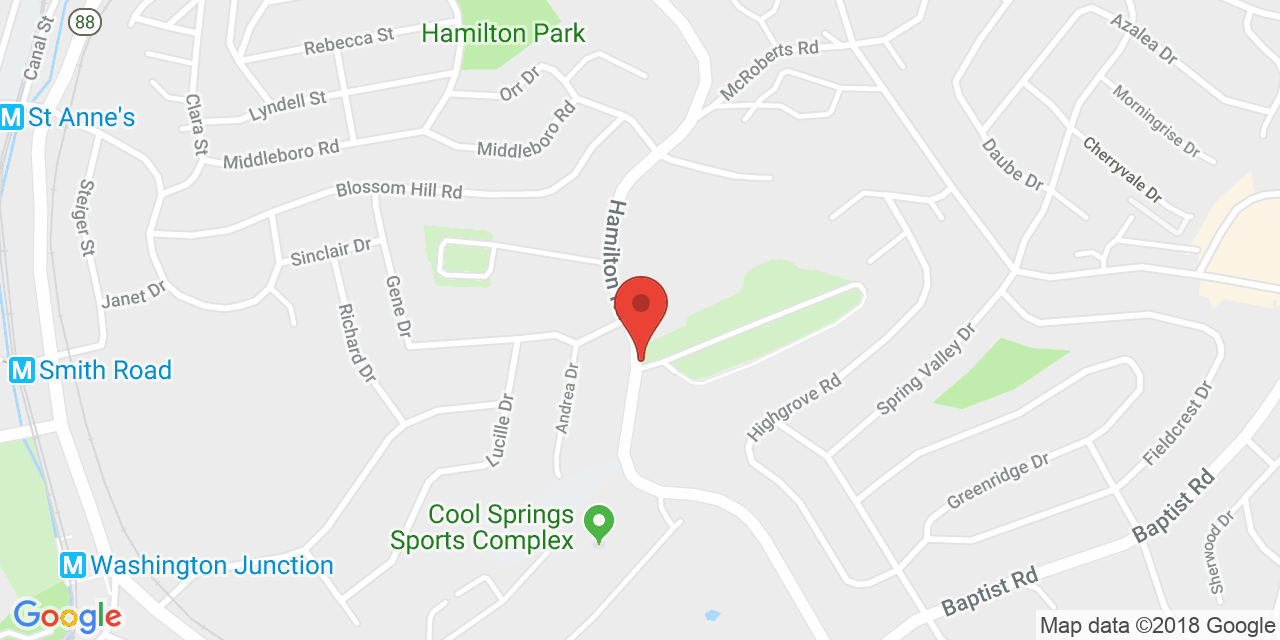 88
Canal St
Rebecca St
Hamilton Park
McRoberts Rd
Azalea Dr
Orr Dr
Lyndell St
Clara St
St Anne's
Middleboro Rd
Middleboro Rd
Morningrise Dr
Cherryvale Dr
Daube Dr
Steiger St
Blossom Hill Rd
Sinclair Dr
Hamilton
Janet Dr
Gene Dr
Richard Dr
M Smith Road
Andrea Dr
Lucille Dr
Highgrove Rd
Spring Valley Dr
Fieldcrest Dr
Greenridge Dr
Baptist Rd
Sherwood Dr
Cool Springs
Sports Complex
M Washington Junction
Baptist Rd
Google
Map data ©2018 Google